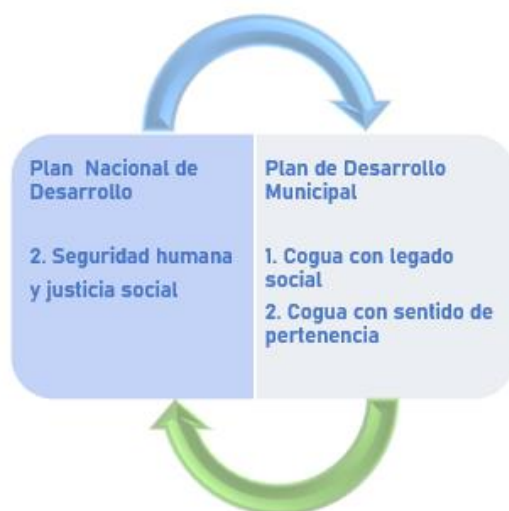 Plan Nacional de
Desarrollo
2. Seguridad humana
y justicia social
Plan de Desarrollo
Municipal
1. Cogua con legado
social
2. Cogua con sentido de
pertenencia